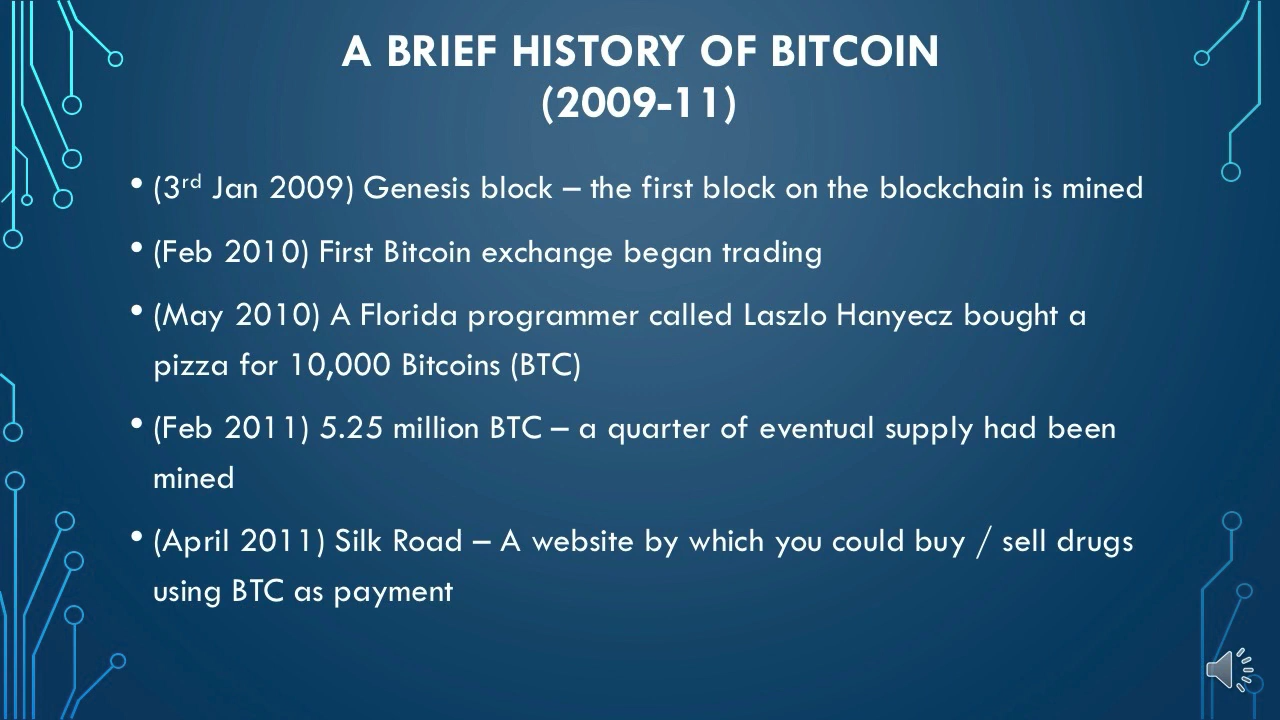 A BRIEF HISTORY OF BITCOIN
(2009-11)
• (3rd Jan 2009) Genesis block – the first block on the blockchain is mined
• (Feb 2010) First Bitcoin exchange began trading
• (May 2010) A Florida programmer called Laszlo Hanyecz bought a
pizza for 10,000 Bitcoins (BTC)
• (Feb 2011) 5.25 million BTC – a quarter of eventual supply had been
mined
• (April 2011) Silk Road – A website by which you could buy / sell drugs
using BTC as payment